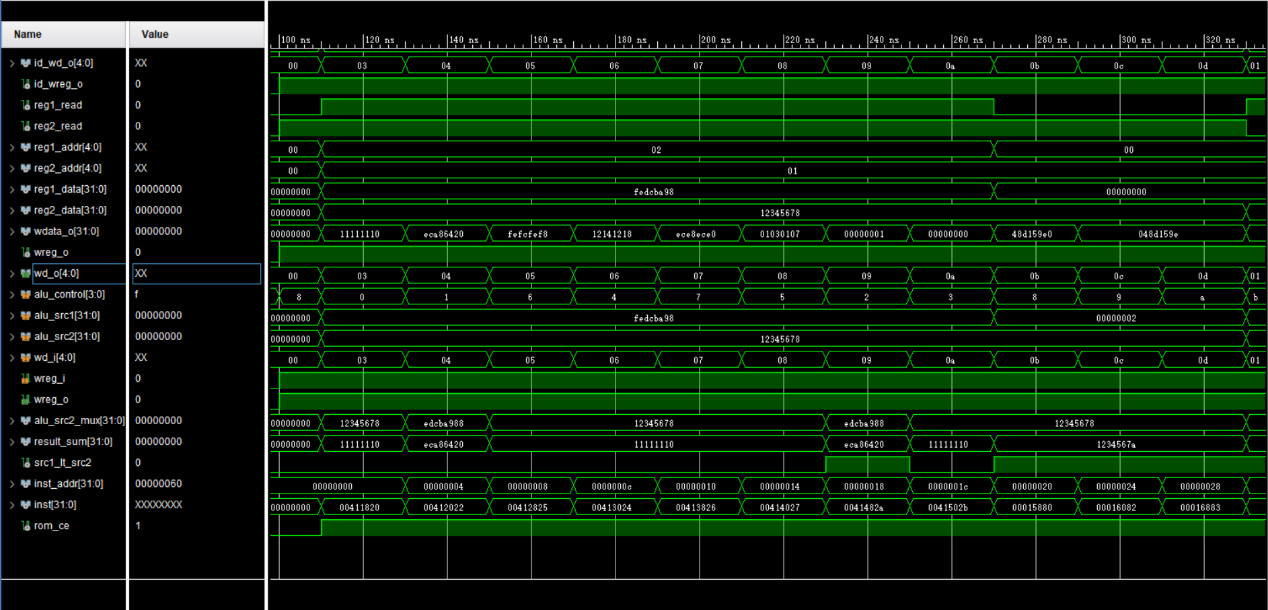 Name Value
100 ns 120 ns 140 ns 160 ns 180 ns 200 ns 220 ns 240 ns 260 ns 280 ns 300 ns 320 ns
id_wd_o[4:0] XX 00 03 04 05 06 07 08 09 0a 0b 0c 0d 01
id_wreg_o 0
reg1_read 0
reg2_read 0
reg1_addr[4:0] XX 00 02 00
reg2_addr[4:0] XX 00 01
reg1_data[31:0] 00000000 00000000 fedcba98 00000000
reg2_data[31:0] 00000000 00000000 12345678
wdata_o[31:0] 00000000 00000000 11111110 eca86420 fefcfef8 12141218 ece8ece0 01030107 00000001 00000000 48d159e0 048d159e
wreg_o 0
wd_o[4:0] XX 00 03 04 05 06 07 08 09 0a 0b 0c 0d 01
alu_control[3:0] f 8 0 1 6 4 7 5 2 3 8 9 a b
alu_src1[31:0] 00000000 00000000 fedcba98 00000002
alu_src2[31:0] 00000000 00000000 12345678
wd_i[4:0] XX 00 03 04 05 06 07 08 09 0a 0b 0c 0d 01
wreg_i 0
wreg_o 0
alu_src2_mux[31:0] 00000000 00000000 12345678 edcba988 12345678 edcba988 12345678
result_sum[31:0] 00000000 00000000 11111110 eca86420 11111110 eca86420 11111110 1234567a
src1_lt_src2 0
inst_addr[31:0] 00000060 00000000 00000004 00000008 0000000c 00000010 00000014 00000018 0000001c 00000020 00000024 00000028
inst[31:0] XXXXXXXX 00000000 00411820 00412022 00412825 00413024 00413826 00414027 0041482a 0041502b 00015880 00016082 00016883
rom_ce 1